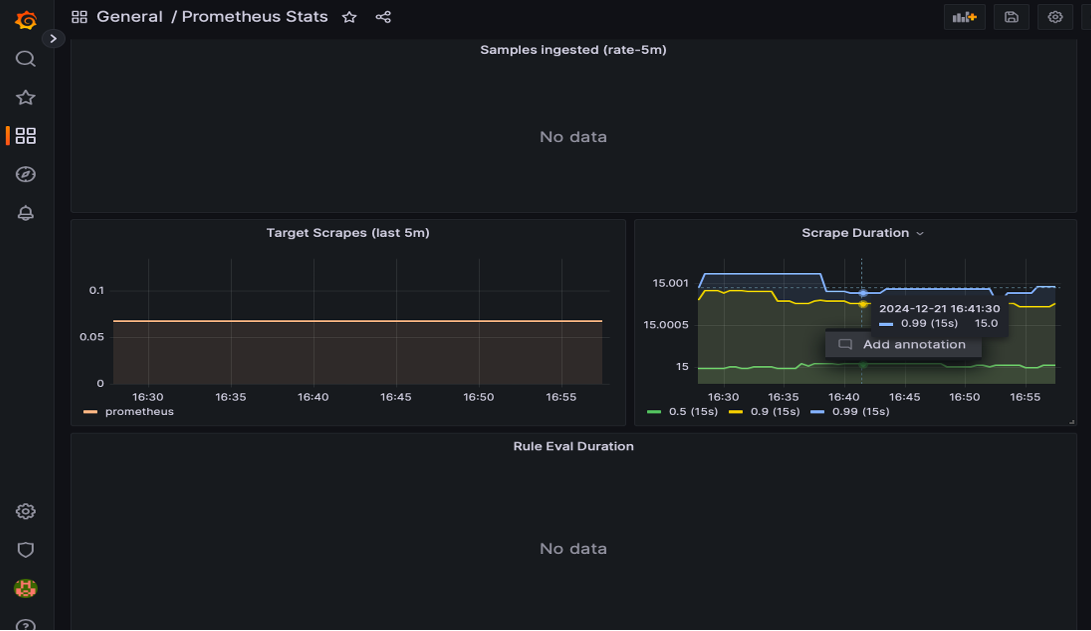 General / Prometheus Stats
Samples ingested (rate-5m)
No data
Target Scrapes (last 5m)
0.1
0.05
0
16:30 16:35 16:40 16:45 16:50 16:55
prometheus
Scrape Duration
15.001
15.0005
15
2024-12-21 16:41:30
0.99 (15s) 15.0
Add annotation
16:30 16:35 16:40 16:45 16:50 16:55
0.5 (15s) 0.9 (15s) 0.99 (15s)
Rule Eval Duration
No data